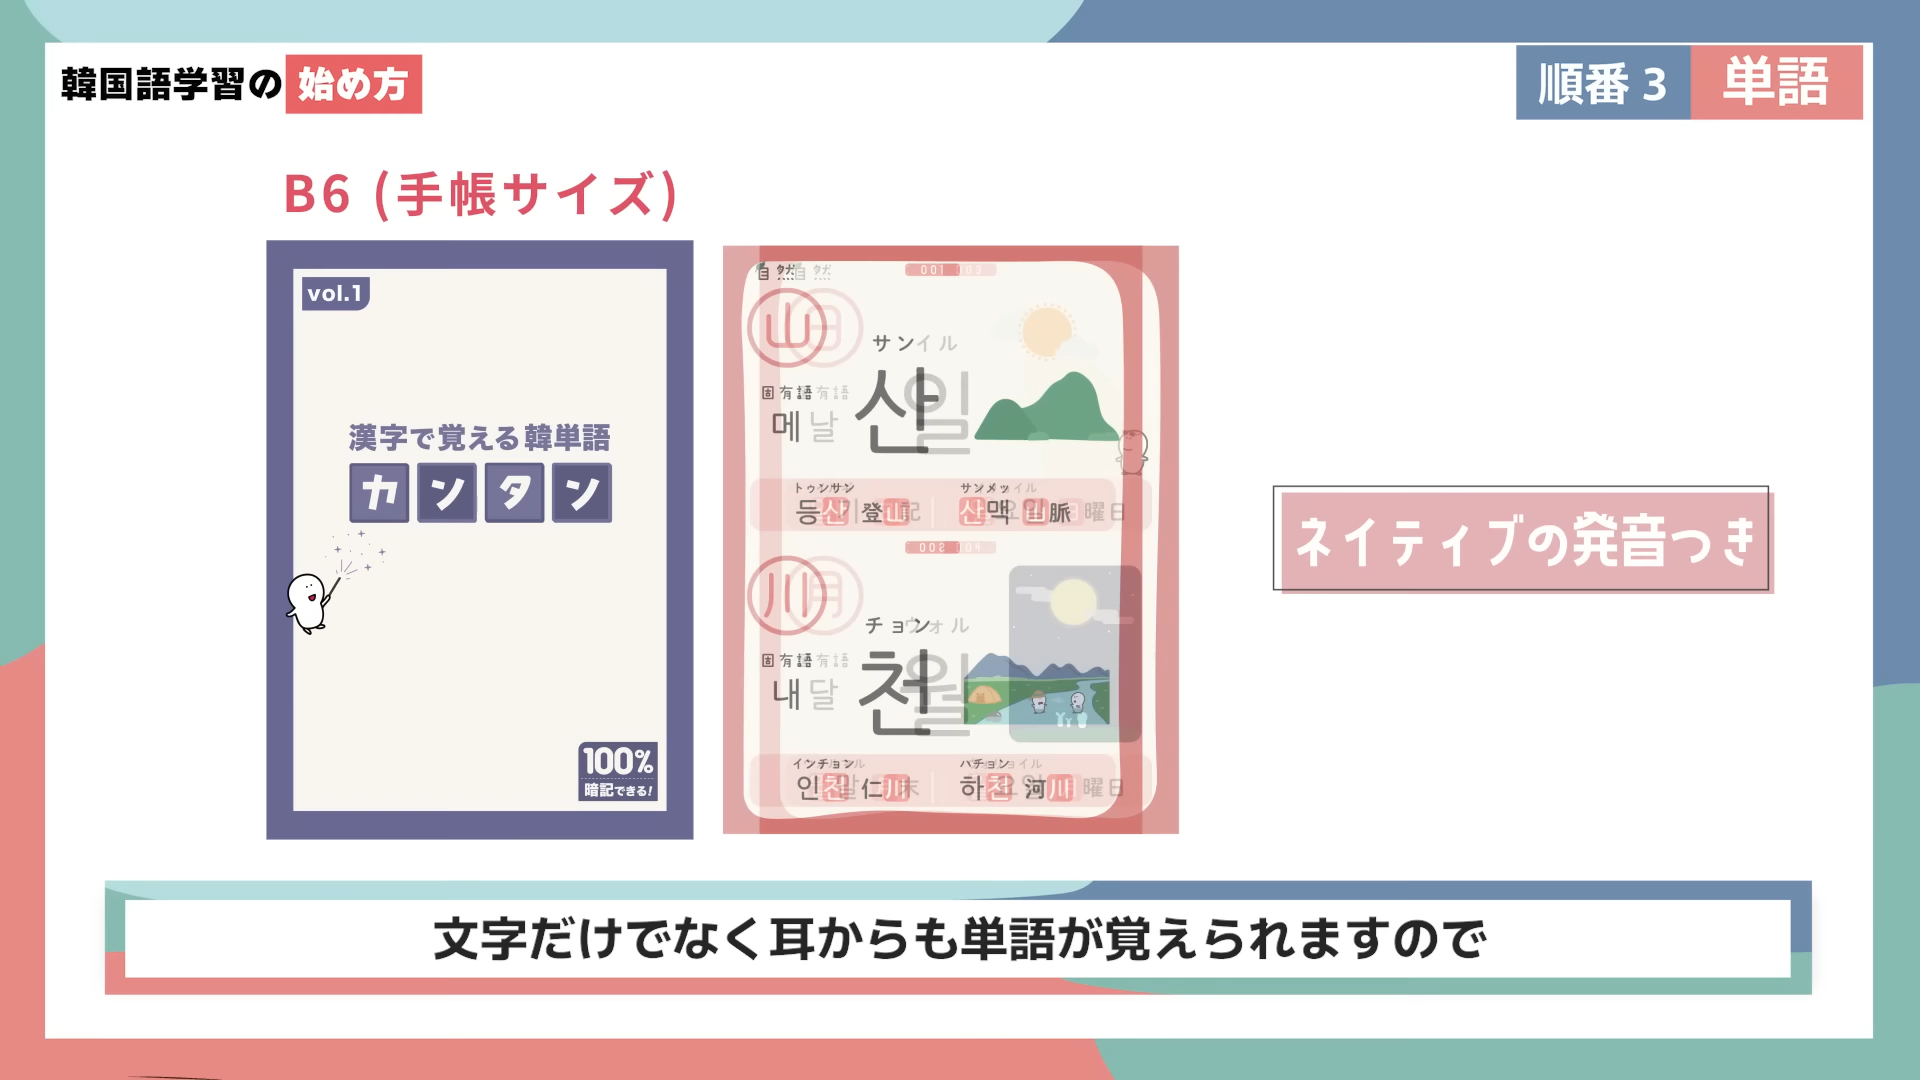 韓国語学習の始め方
順番 3 単語
B6 (手帳サイズ)
vol.1
漢字で覚える韓単語
カンタン
100%
暗記できる!
自然
001
山
サン
산
固有語
메
トゥンサン
등산
登山
サンメッ
산맥
山脈
002
川
チョン
천
固有語
내
インチョン
인천
仁川
ハチョン
하천
河川
ネイティブの発音つき
文字だけでなく耳からも単語が覚えられますので